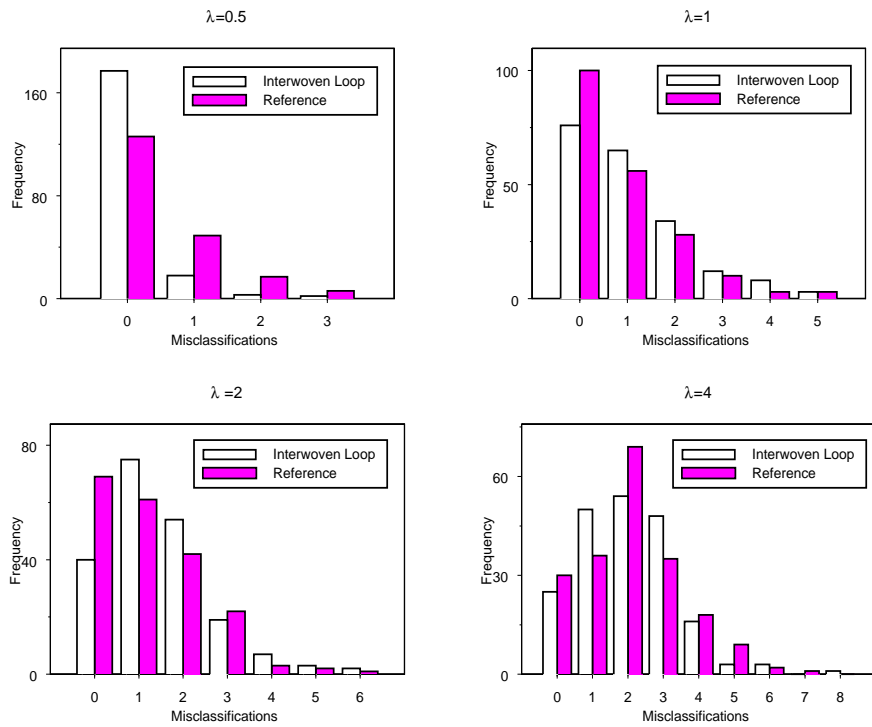 λ=0.5
Interwoven Loop
Reference
Frequency
160
80
0
0 1 2 3
Misclassifications
λ=1
Interwoven Loop
Reference
Frequency
100
50
0
0 1 2 3 4 5
Misclassifications
λ =2
Interwoven Loop
Reference
Frequency
80
40
0
0 1 2 3 4 5 6
Misclassifications
λ=4
Interwoven Loop
Reference
Frequency
60
30
0
0 1 2 3 4 5 6 7 8
Misclassifications